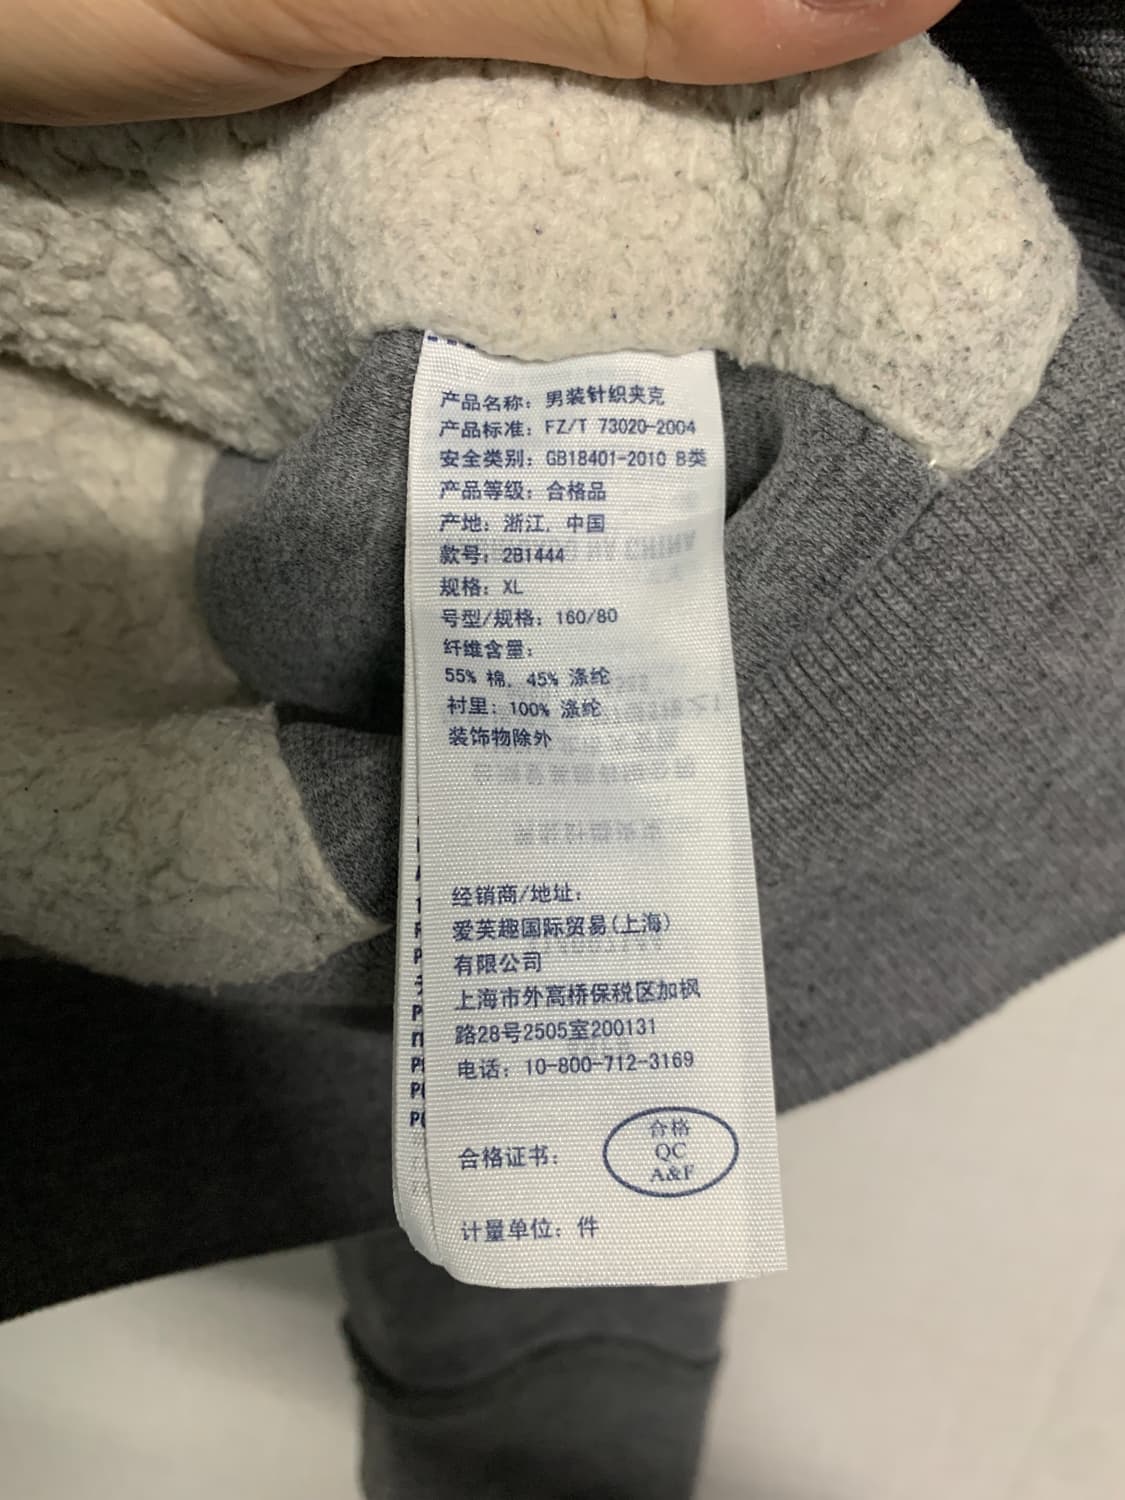 产品名称：男装针织夹克
产品标准：FZ/T 73020-2004
安全类别：GB18401-2010 B类
产品等级：合格品
产地：浙江，中国
款号：2B1444
规格：XL
号型/规格：160/80
纤维含量：
55% 棉，45% 涤纶
衬里：100% 涤纶
装饰物除外
经销商/地址：
爱芙趣国际贸易(上海)
有限公司
上海市外高桥保税区加枫
路28号2505室200131
电话：10-800-712-3169
合格证书：
合格
QC
A&F
计量单位：件